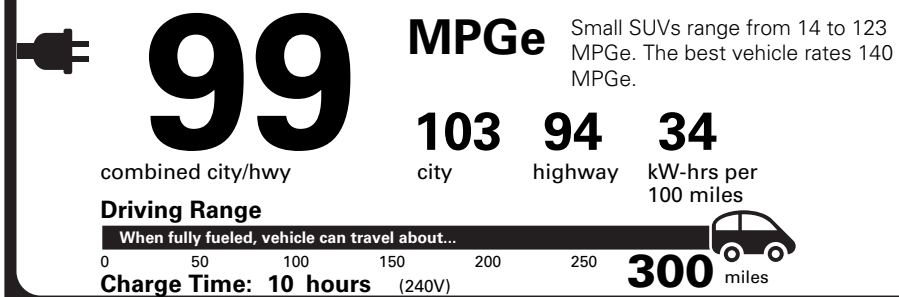 99
MPGe
Small SUVs range from 14 to 123
MPGe. The best vehicle rates 140
MPGe.
combined city/hwy
103 94 34
city highway kW-hrs per
100 miles
Driving Range
When fully fueled, vehicle can travel about...
0 50 100 150 200 250 300 miles
Charge Time: 10 hours (240V)